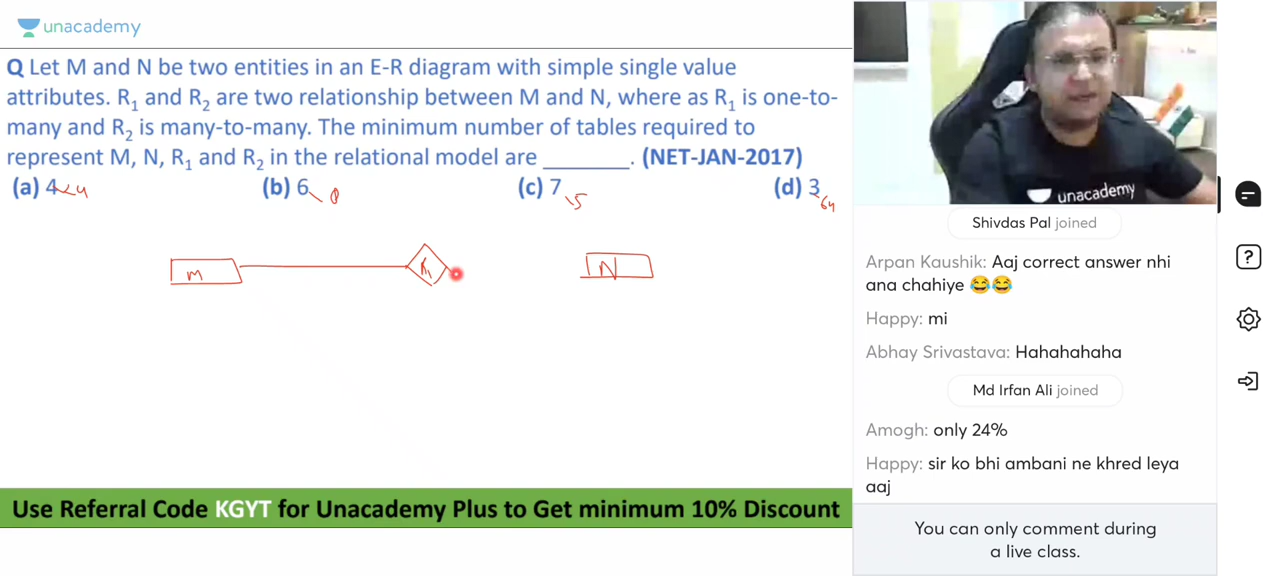 unacademy
Q Let M and N be two entities in an E-R diagram with simple single value
attributes. R₁ and R₂ are two relationship between M and N, where as R₁ is one-to-
many and R₂ is many-to-many. The minimum number of tables required to
represent M, N, R₁ and R₂ in the relational model are ________. (NET-JAN-2017)
(a) 4 (b) 6 (c) 7 (d) 3
M R₁ N
Use Referral Code KGYT for Unacademy Plus to Get minimum 10% Discount
unacademy
Shivdas Pal joined
Arpan Kaushik: Aaj correct answer nhi
ana chahiye 😂😂
Happy: mi
Abhay Srivastava: Hahahahaha
Md Irfan Ali joined
Amogh: only 24%
Happy: sir ko bhi ambani ne khred leya
aaj
You can only comment during
a live class.